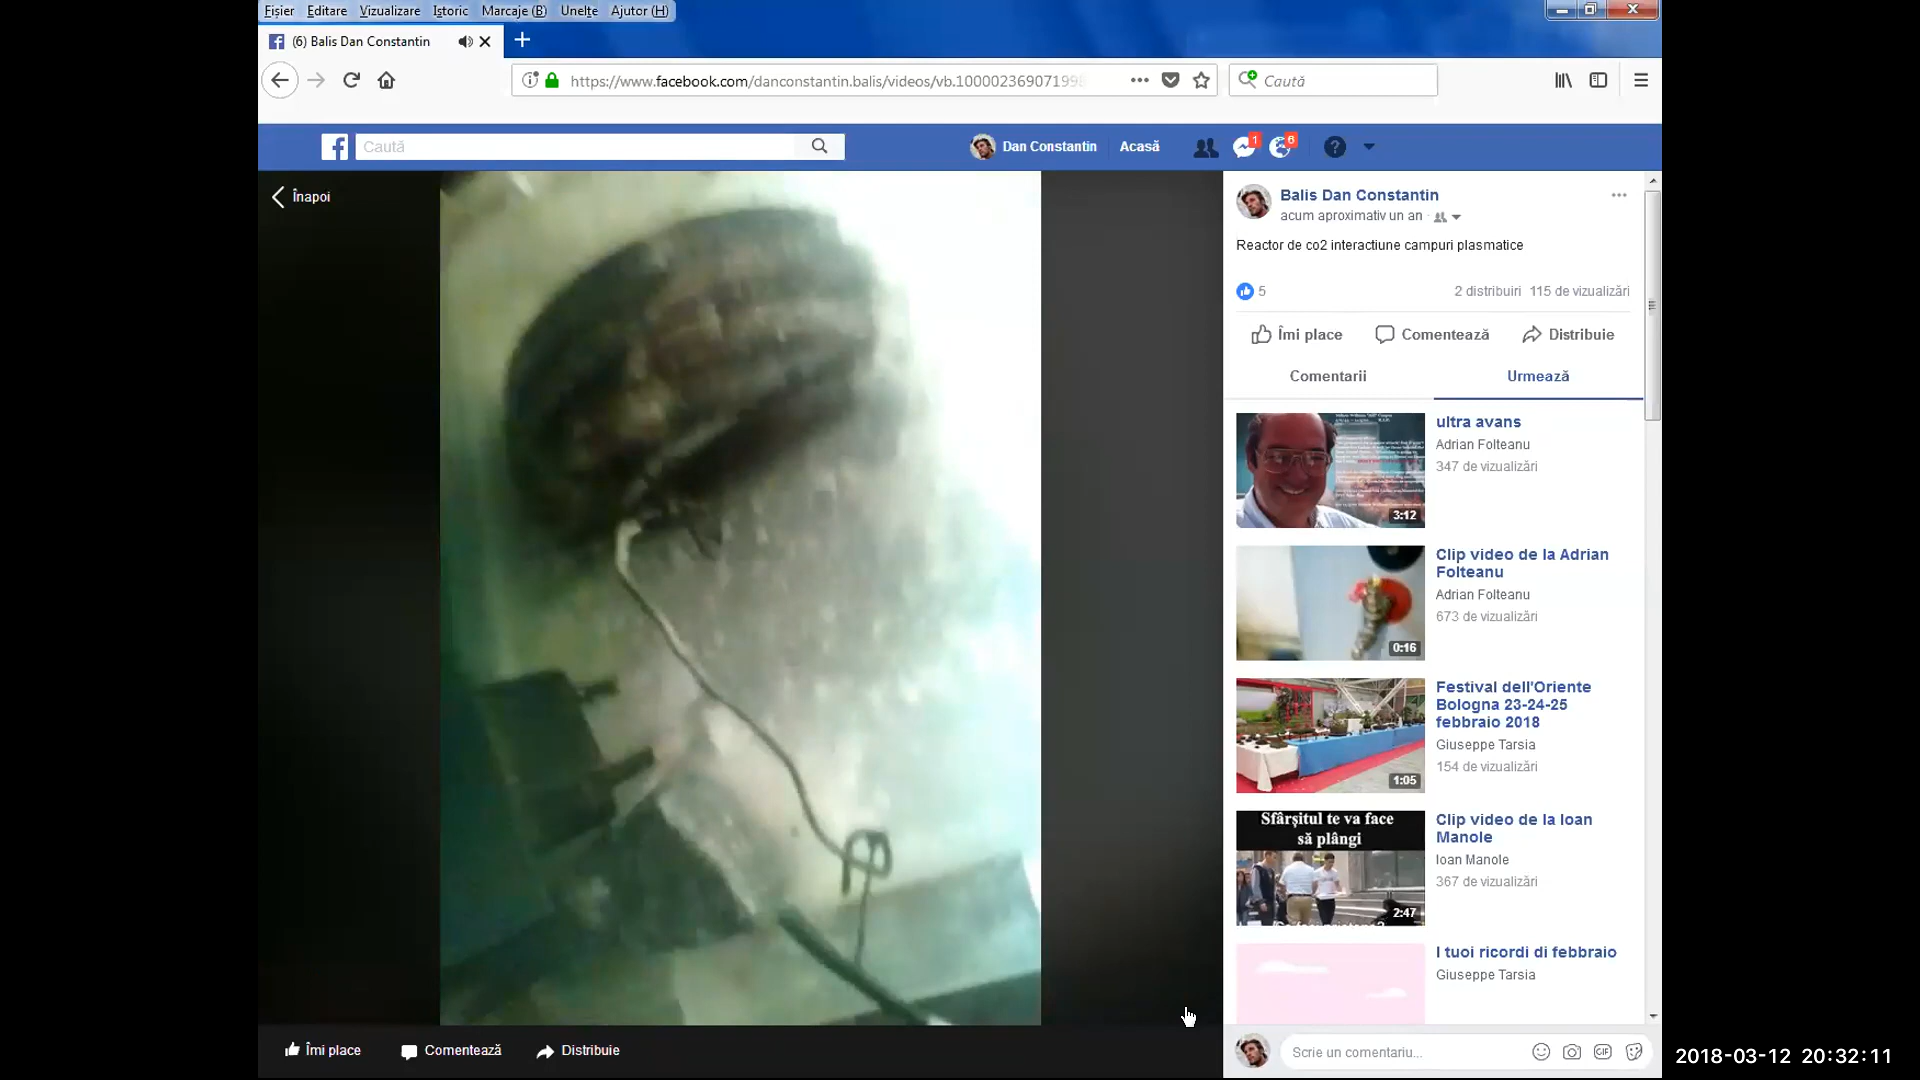 Fișier Editare Vizualizare Istoric Marcaje (B) Unelte Ajutor (H)
(6) Balis Dan Constantin
https://www.facebook.com/danconstantin.balis/videos/vb.100002369071998
Caută
Caută
Dan Constantin Acasă
1
6
Înapoi
Balis Dan Constantin
acum aproximativ un an
Reactor de co2 interactiune campuri plasmatice
5
2 distribuiri 115 de vizualizări
Îmi place Comentează Distribuie
Comentarii Urmează
ultra avans
Adrian Folteanu
347 de vizualizări
3:12
Clip video de la Adrian
Folteanu
Adrian Folteanu
673 de vizualizări
0:16
Festival dell'Oriente
Bologna 23-24-25
febbraio 2018
Giuseppe Tarsia
154 de vizualizări
1:05
Sfârșitul te va face
să plângi
Clip video de la Ioan
Manole
Ioan Manole
367 de vizualizări
2:47
I tuoi ricordi di febbraio
Giuseppe Tarsia
Îmi place Comentează Distribuie
Scrie un comentariu...
GIF
2018-03-12 20:32:11